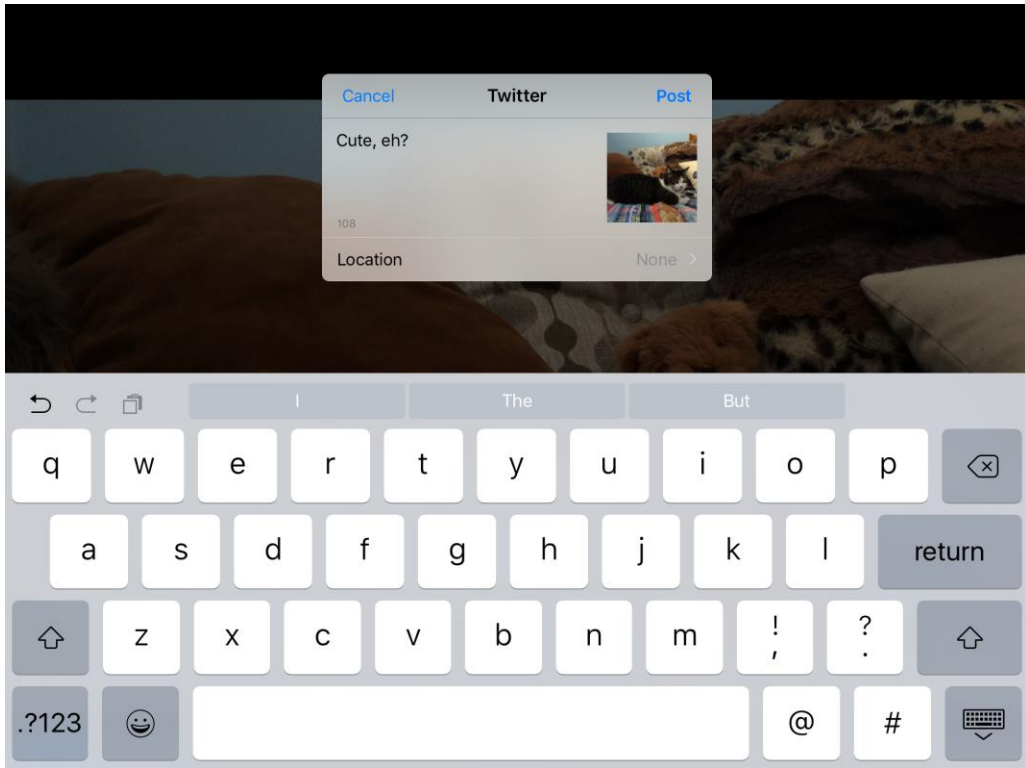 Cancel Twitter Post
Cute, eh?
108
Location None
I The But
q w e r t y u i o p
a s d f g h j k l return
z x c v b n m ! , ? .
.?123 @ #